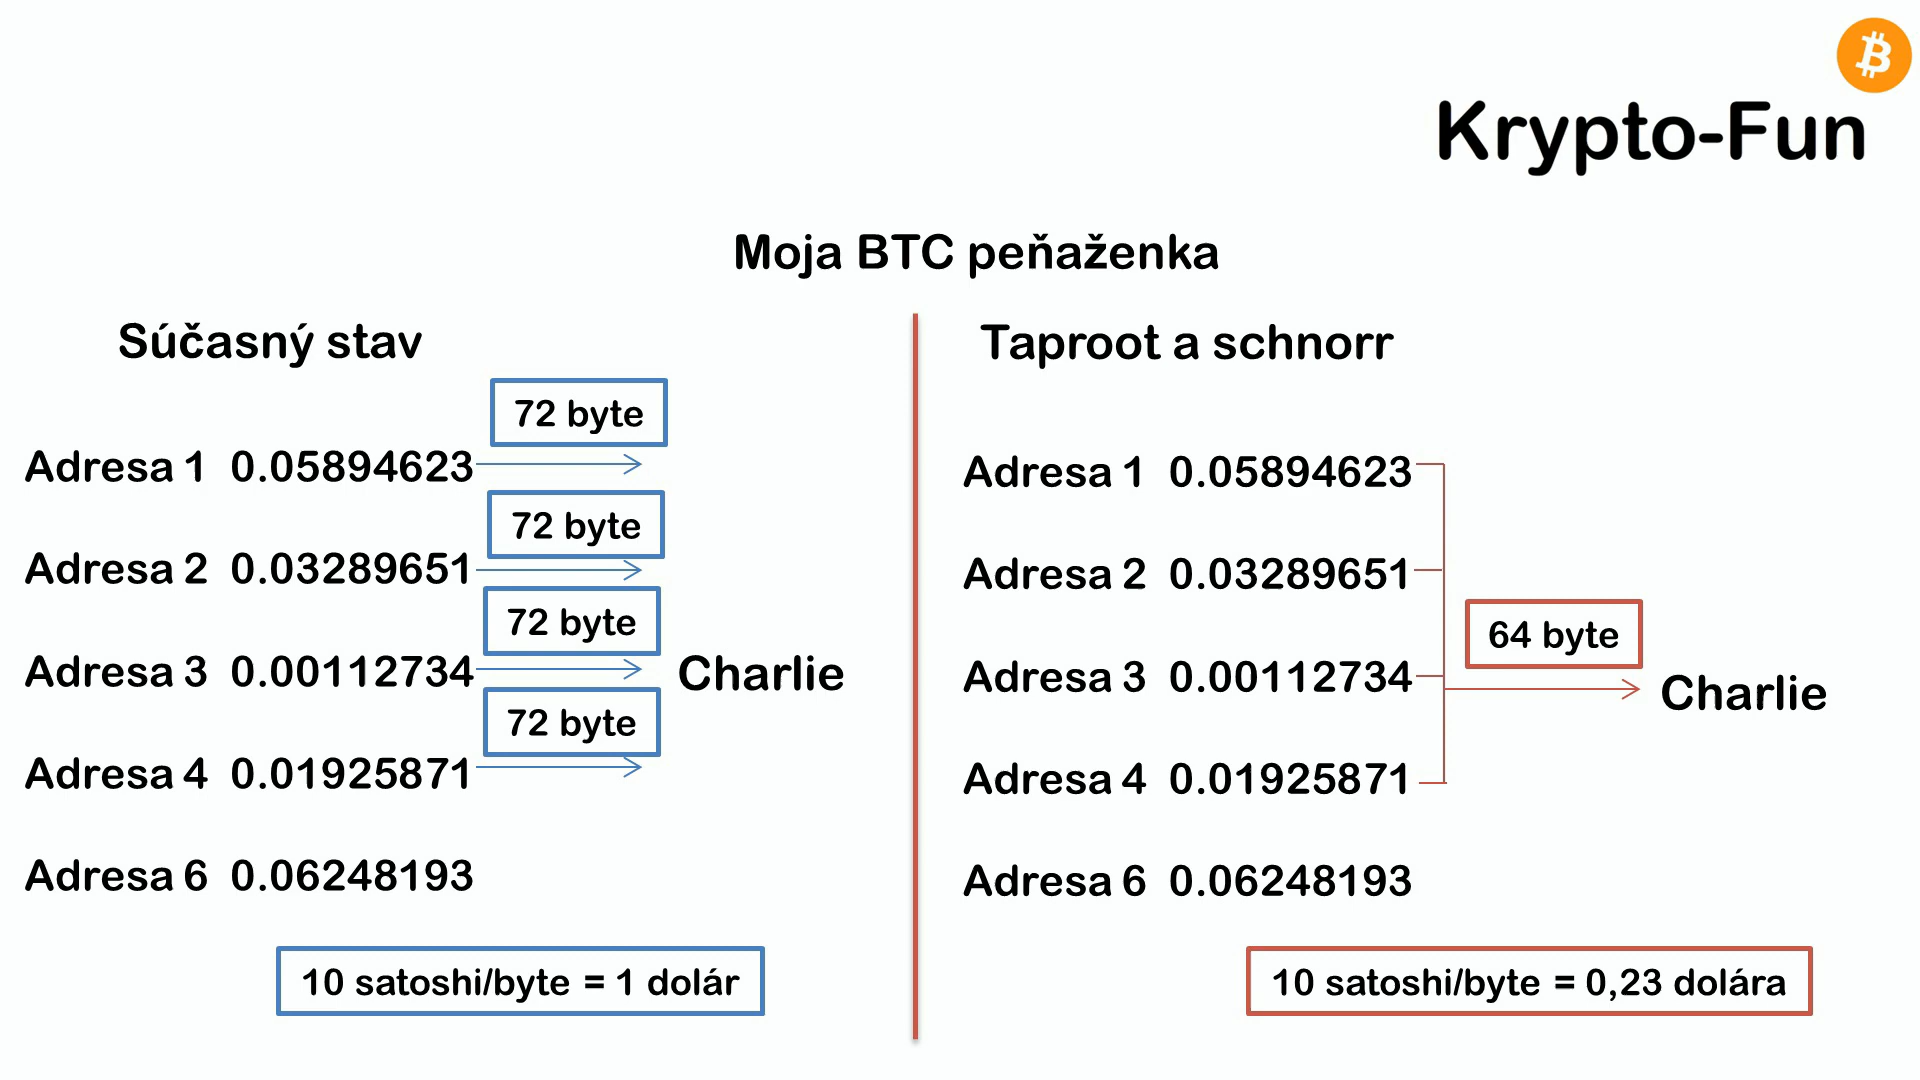 Krypto-Fun
Moja BTC peňaženka
Súčasný stav
72 byte
Adresa 1 0.05894623
72 byte
Adresa 2 0.03289651
72 byte
Adresa 3 0.00112734
Charlie
72 byte
Adresa 4 0.01925871
Adresa 6 0.06248193
10 satoshi/byte = 1 dolár
Taproot a schnorr
Adresa 1 0.05894623
Adresa 2 0.03289651
64 byte
Adresa 3 0.00112734
Charlie
Adresa 4 0.01925871
Adresa 6 0.06248193
10 satoshi/byte = 0,23 dolára